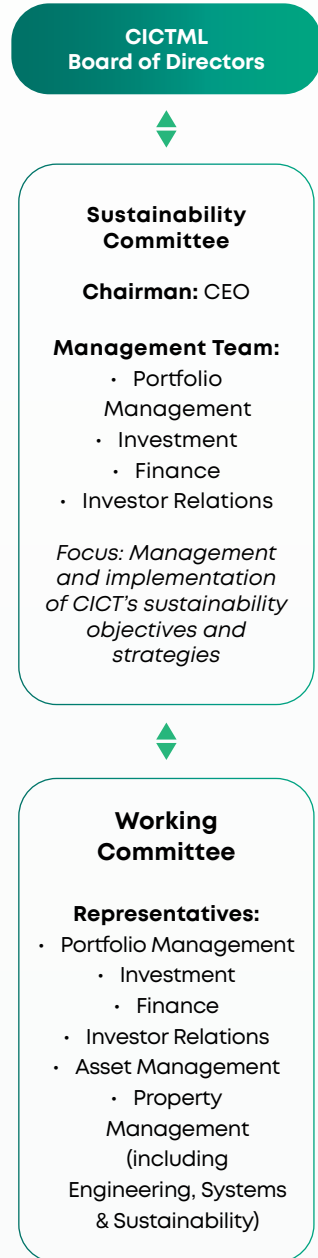 CICTML
Board of Directors
Sustainability
Committee
Chairman: CEO
Management Team:
• Portfolio
Management
• Investment
• Finance
• Investor Relations
Focus: Management
and implementation
of CICT's sustainability
objectives and
strategies
Working
Committee
Representatives:
• Portfolio Management
• Investment
• Finance
• Investor Relations
• Asset Management
• Property
Management
(including
Engineering, Systems
& Sustainability)